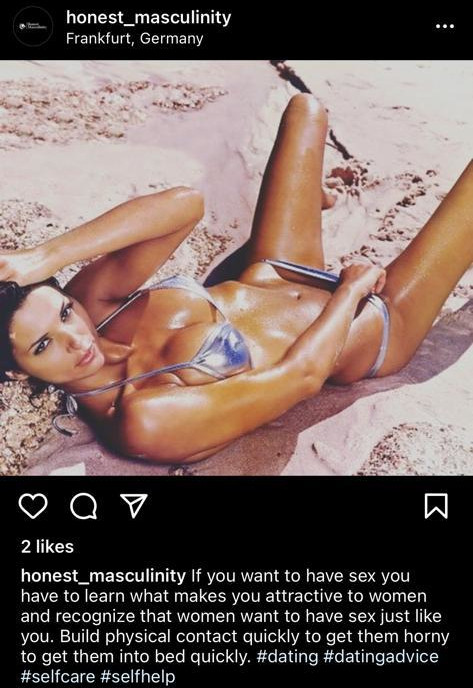 honest_masculinity
Frankfurt, Germany
2 likes
honest_masculinity If you want to have sex you
have to learn what makes you attractive to women
and recognize that women want to have sex just like
you. Build physical contact quickly to get them horny
to get them into bed quickly. #dating #datingadvice
#selfcare #selfhelp